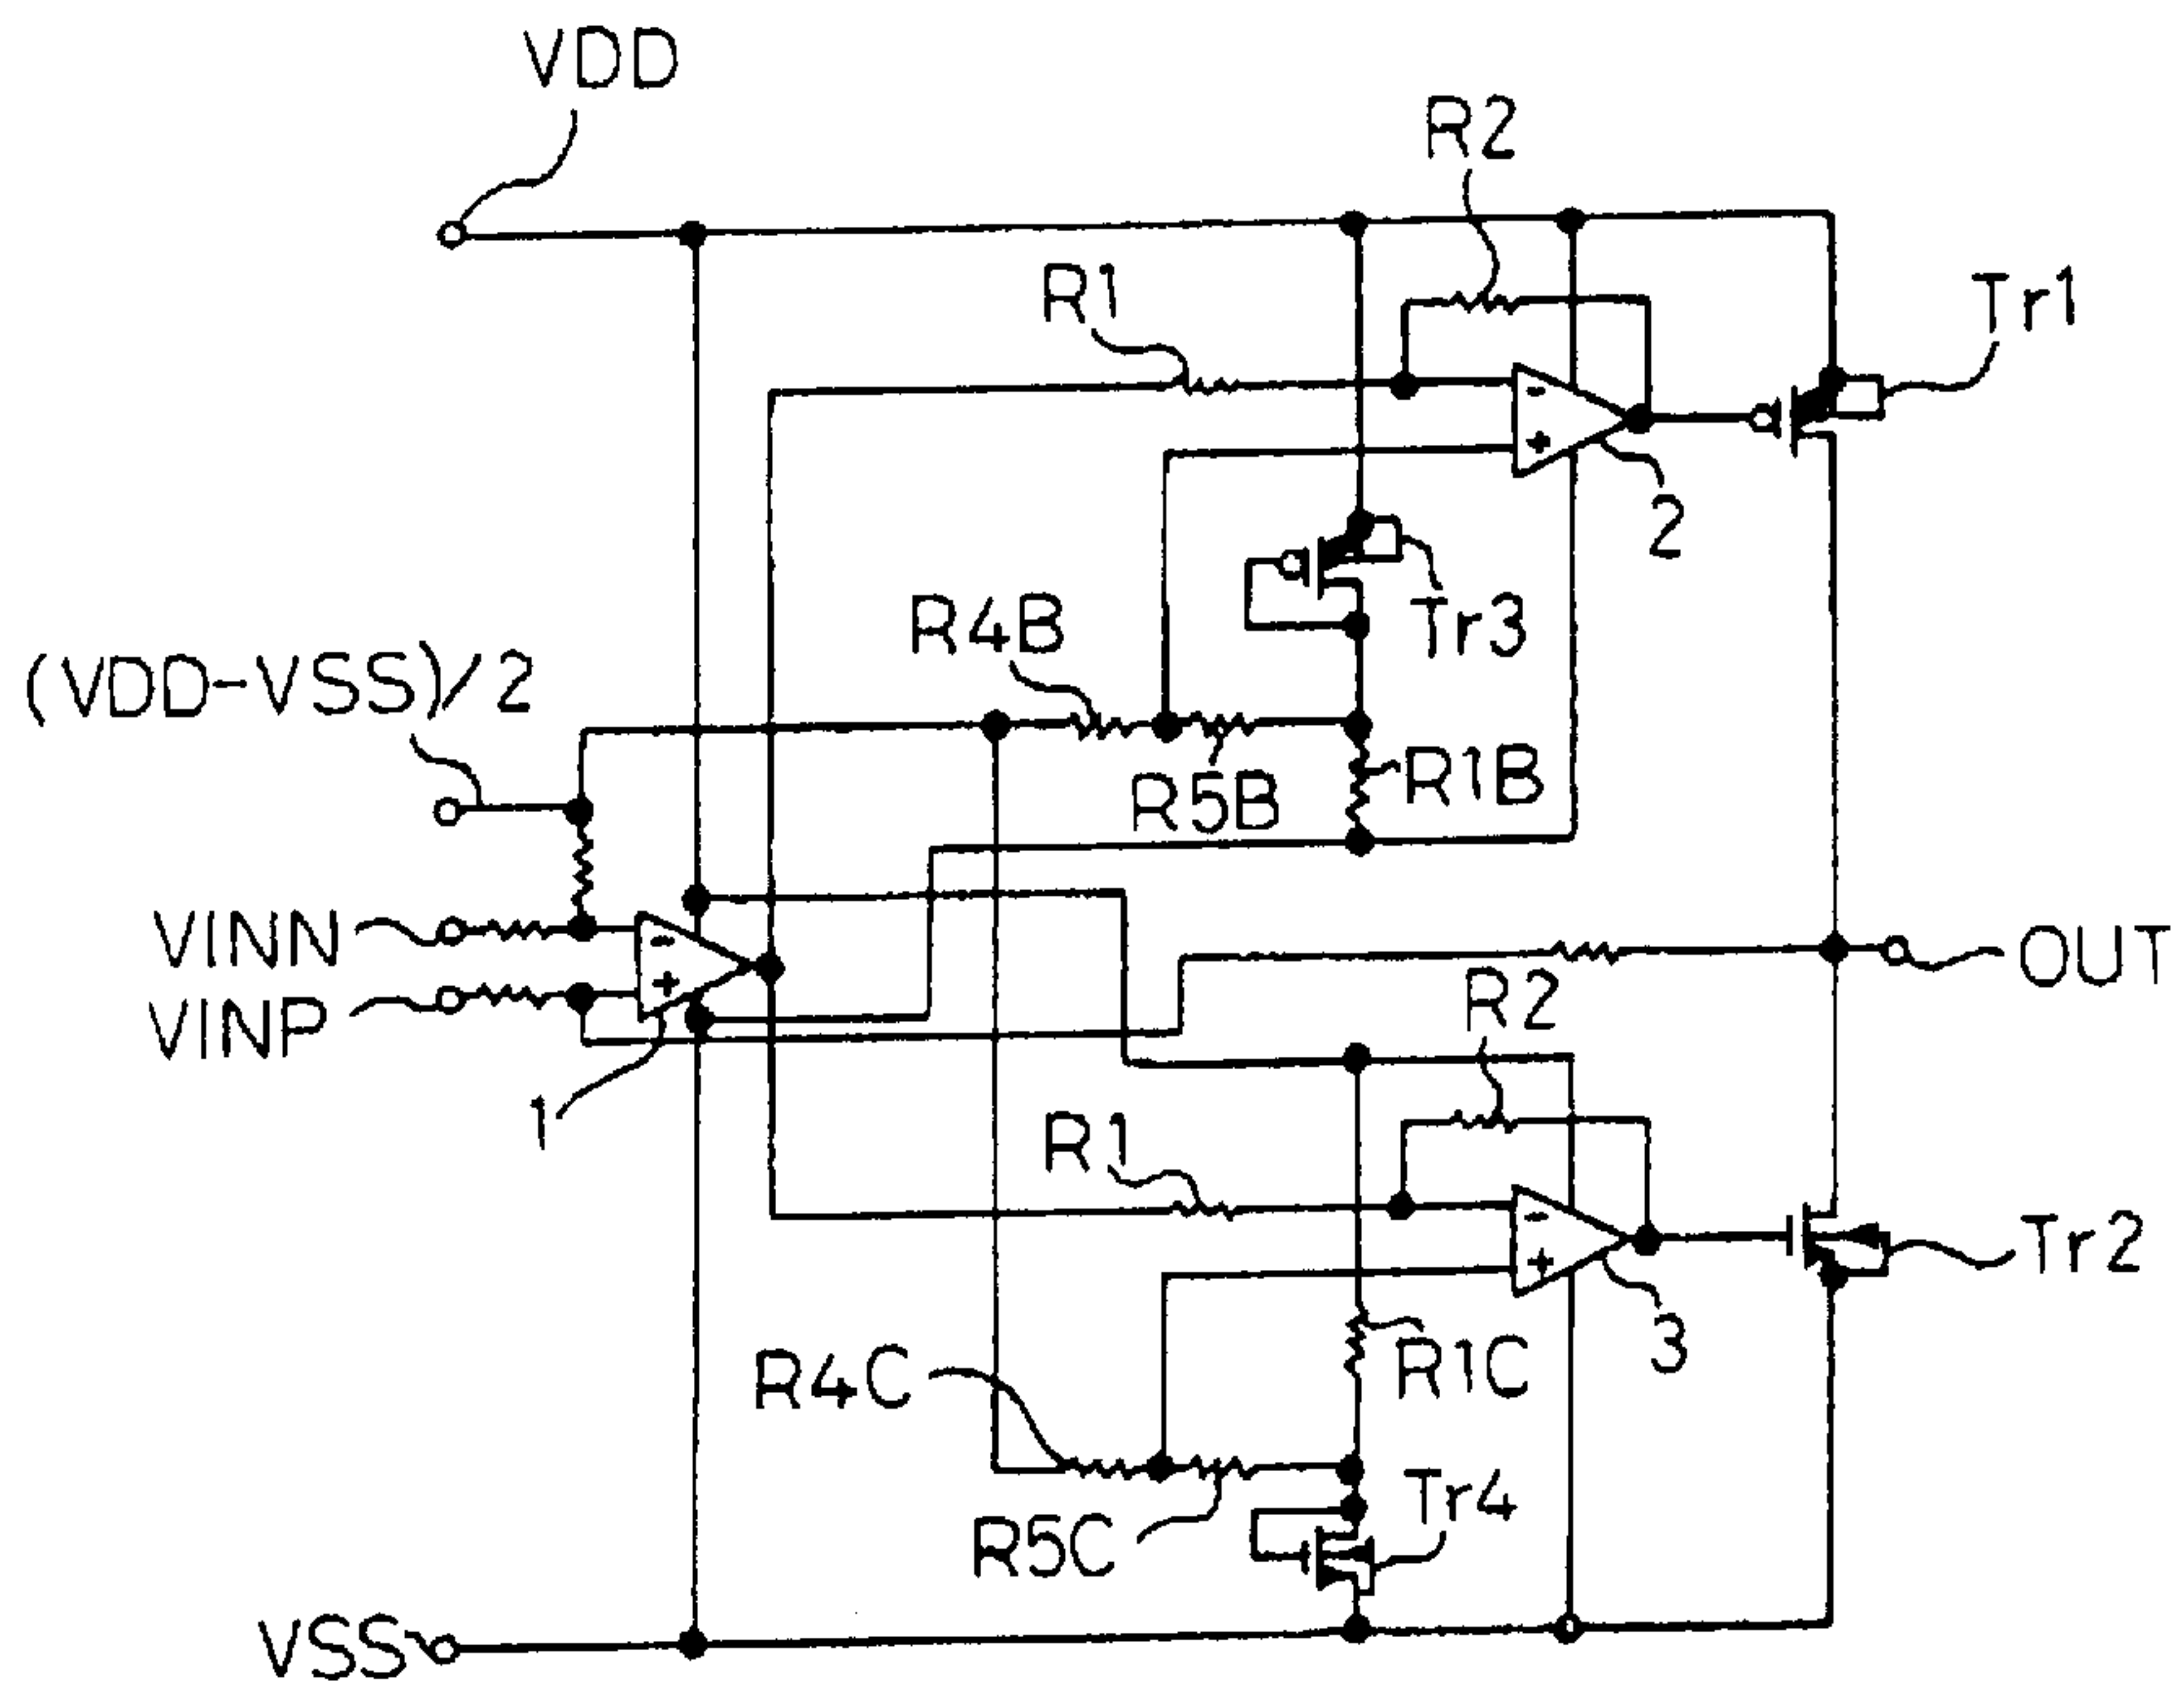 VDD
R2
R1
Tr1
-
+
2
R4B
Tr3
(VDD-VSS)/2
R1B
R5B
VINN
-
OUT
VINP
+
R2
1
R1
-
+
Tr2
3
R4C
R1C
Tr4
R5C
VSS